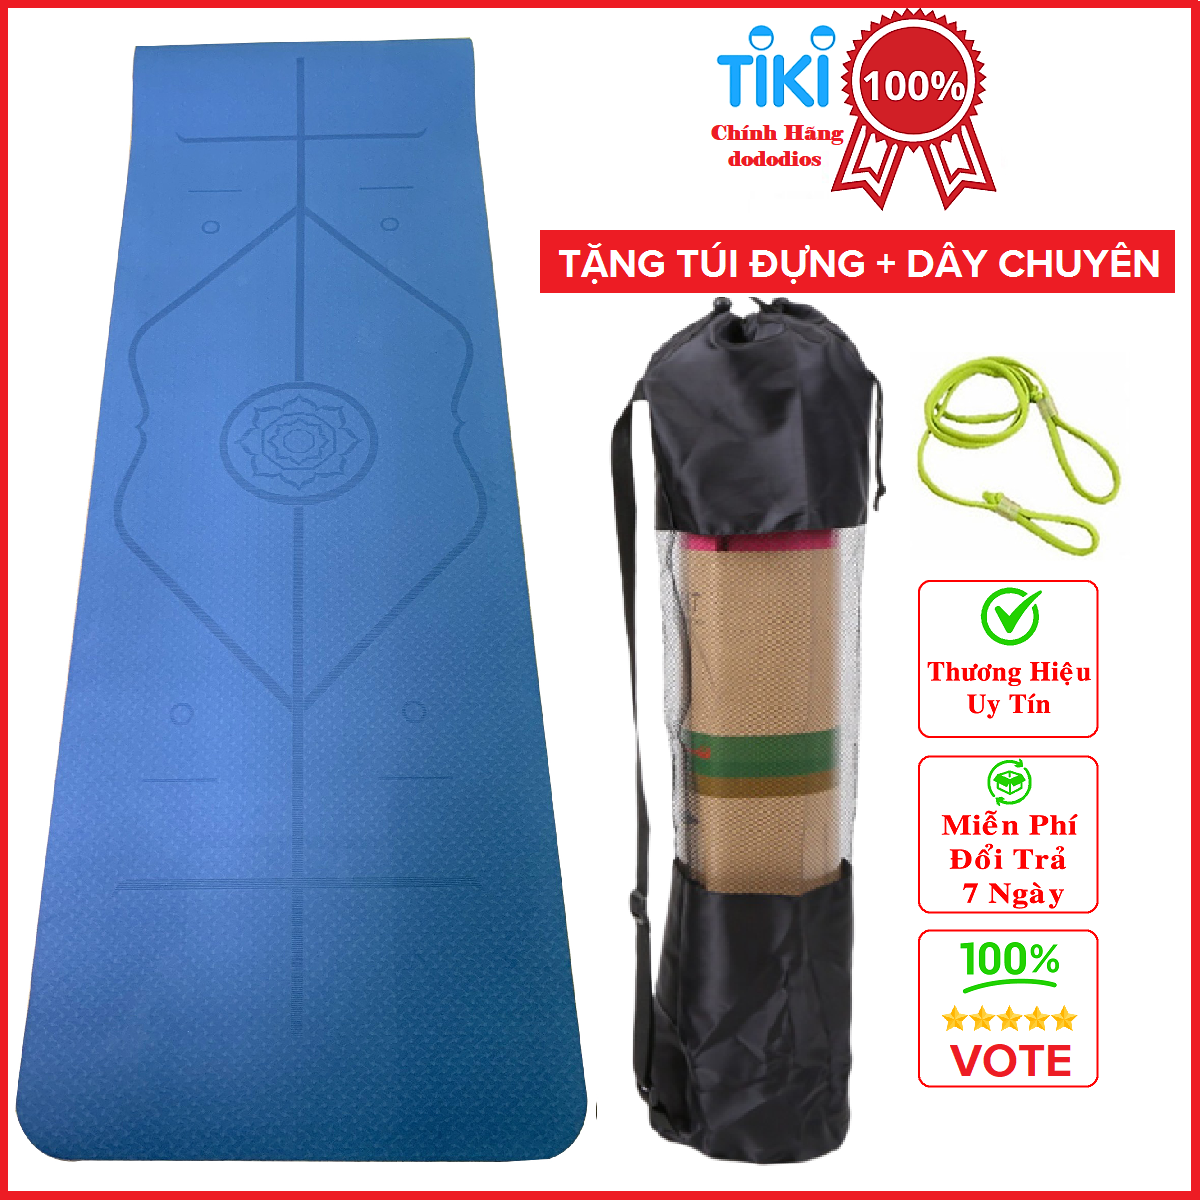 TiKi
100%
Chính Hãng
dododios
TẶNG TÚI ĐỰNG + DÂY CHUYÊN
Thương Hiệu
Uy Tín
Miễn Phí
Đổi Trả
7 Ngày
100%
VOTE